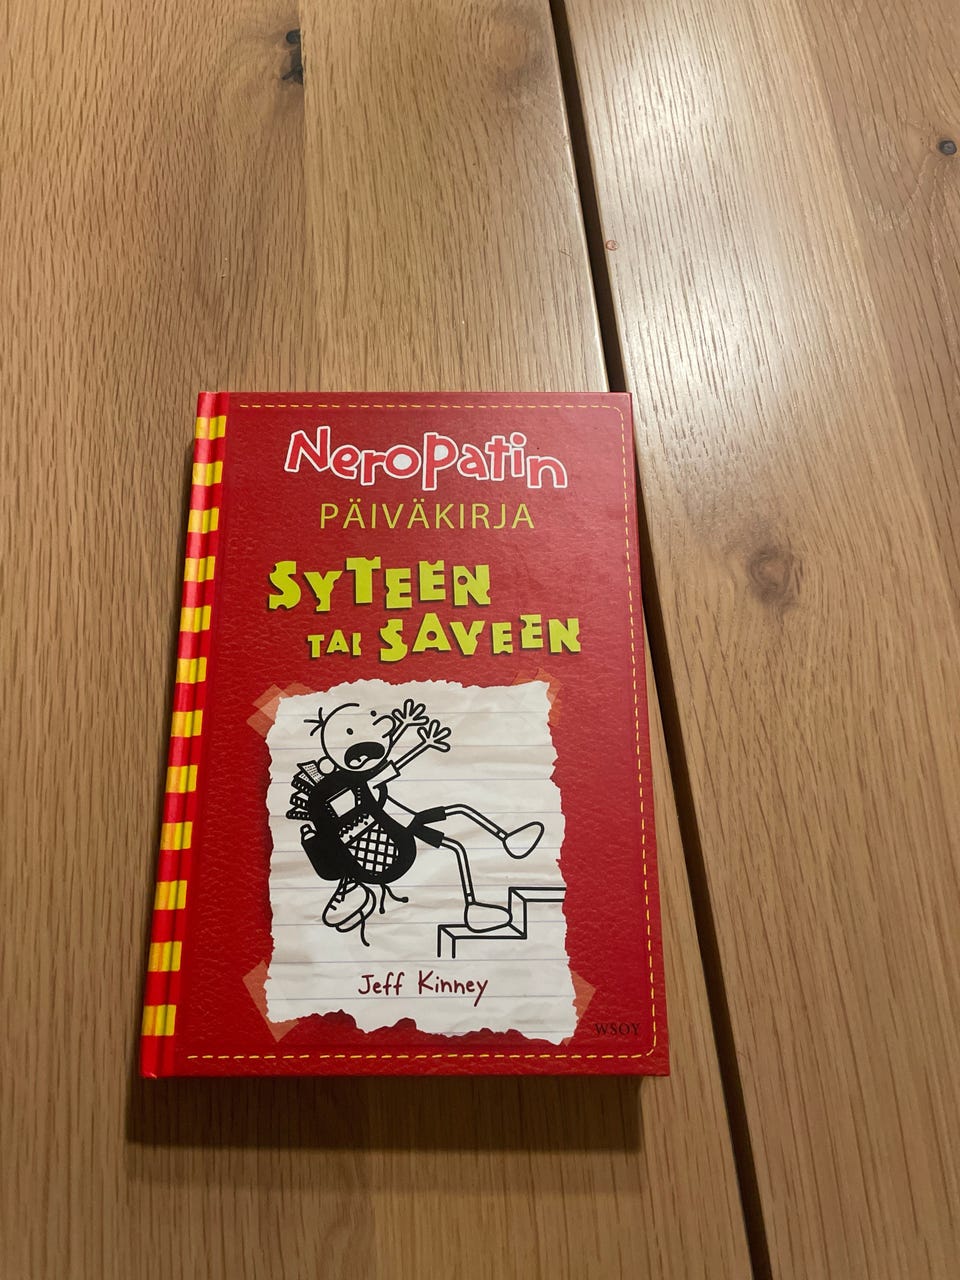 Neropatin
PÄIVÄKIRJA
SYTEEN
TAI SAVEEN
Jeff Kinney
WSOY